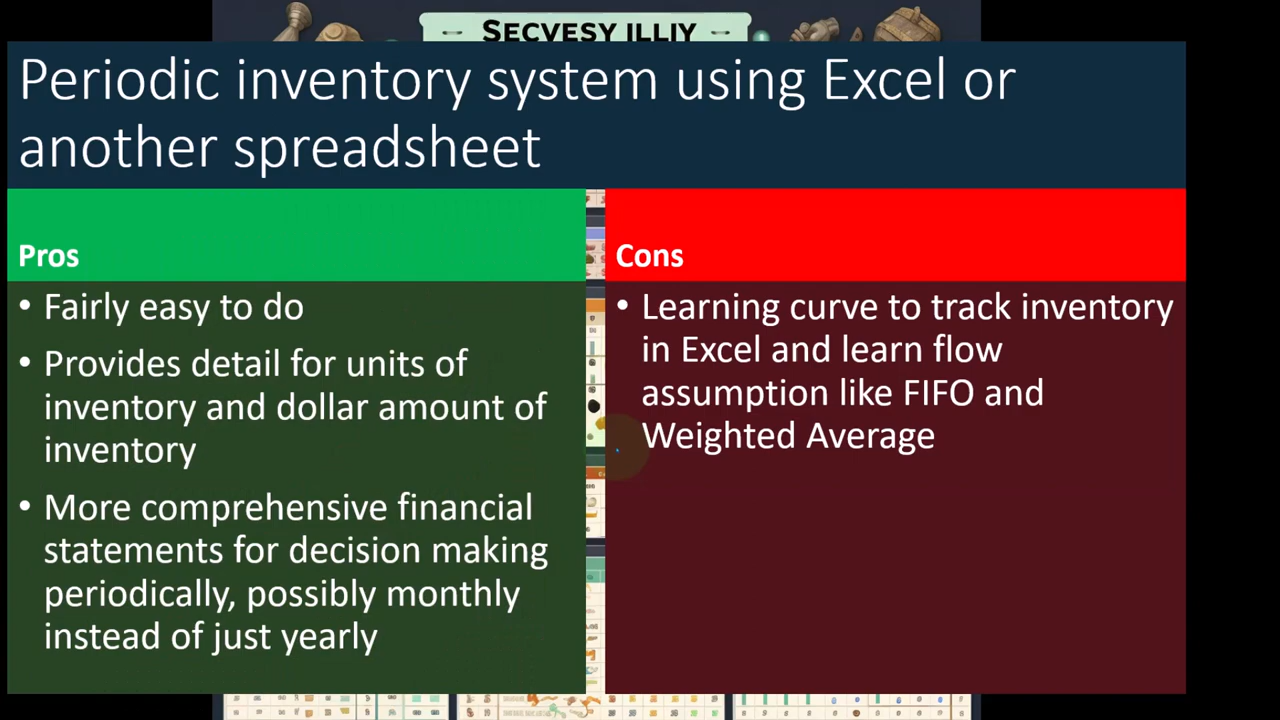 SECVESY ILLIY
Periodic inventory system using Excel or
another spreadsheet
Pros
• Fairly easy to do
• Provides detail for units of
inventory and dollar amount of
inventory
• More comprehensive financial
statements for decision making
periodically, possibly monthly
instead of just yearly
Cons
• Learning curve to track inventory
in Excel and learn flow
assumption like FIFO and
Weighted Average